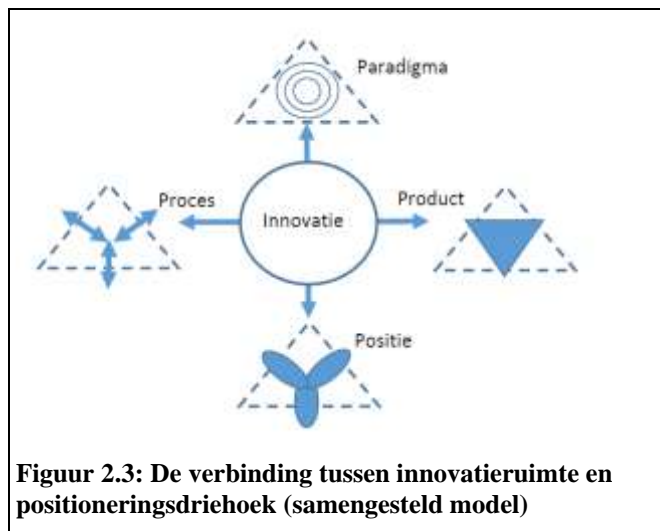 Paradigma
Proces
Product
Innovatie
Positie
Figuur 2.3: De verbinding tussen innovatieruimte en
positioneringsdriehoek (samengesteld model)